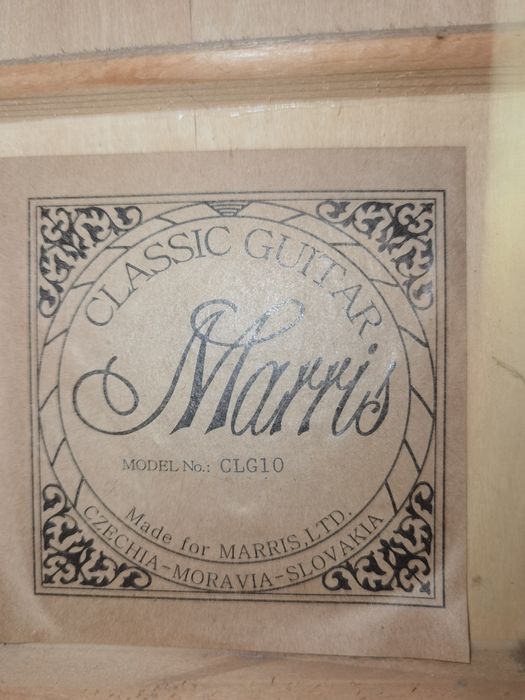 CLASSIC GUITAR
Marris
MODEL No.: CLG10
Made for MARRIS,LTD.
CZECHIA-MORAVIA-SLOVAKIA